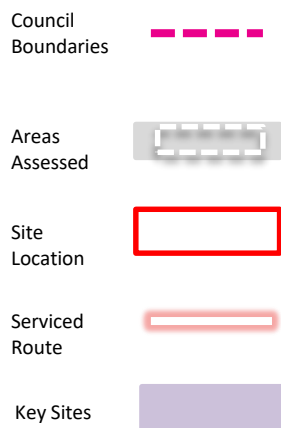 Council
Boundaries
Areas
Assessed
Site
Location
Serviced
Route
Key Sites